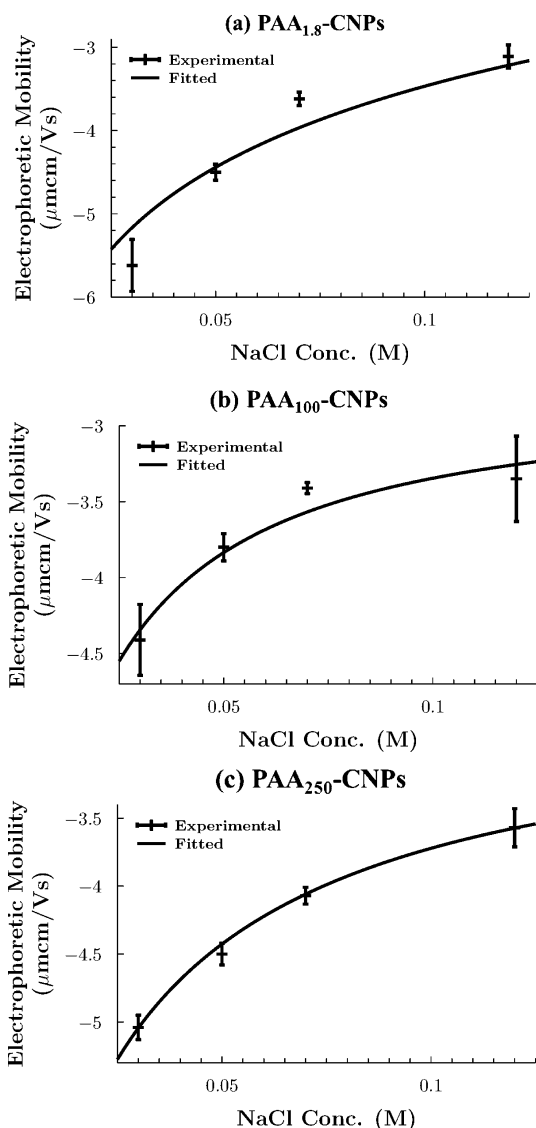 (a) PAA₁.₈-CNPs
Experimental
Fitted
−3
−4
−5
−6
0.05
0.1
Electrophoretic Mobility
(μmcm/Vs)
NaCl Conc. (M)
(b) PAA₁₀₀-CNPs
Experimental
Fitted
−3
−3.5
−4
−4.5
0.05
0.1
Electrophoretic Mobility
(μmcm/Vs)
NaCl Conc. (M)
(c) PAA₂₅₀-CNPs
Experimental
Fitted
−3.5
−4
−4.5
−5
0.05
0.1
Electrophoretic Mobility
(μmcm/Vs)
NaCl Conc. (M)